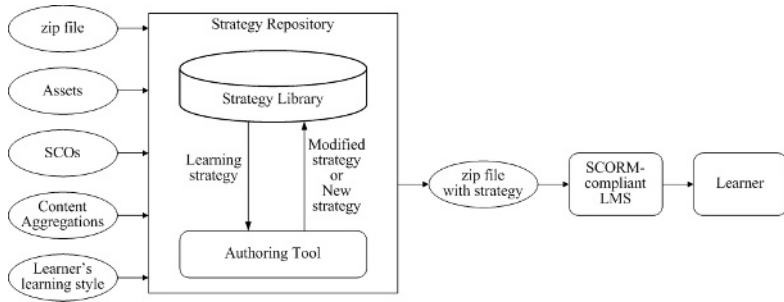 zip file
Assets
SCOs
Content
Aggregations
Learner's
learning style
Strategy Repository
Strategy Library
Learning
strategy
Modified
strategy
or
New
strategy
Authoring Tool
zip file
with strategy
SCORM-
compliant
LMS
Learner